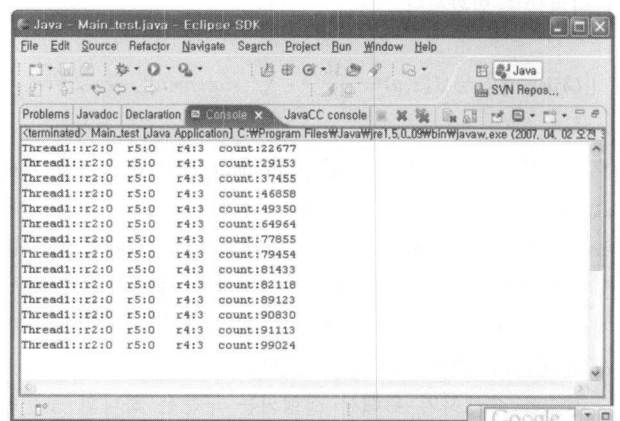 Java - Main_test.java - Eclipse SDK
File Edit Source Refactor Navigate Search Project Run Window Help
Java
SVN Repos...
Problems Javadoc Declaration Console JavaCC console
<terminated> Main_test [Java Application] C:₩Program Files₩Java₩jre1.5.0_09₩bin₩javaw.exe (2007. 04. 02 오전
Thread1::r2:0 r5:0 r4:3 count:22677
Thread1::r2:0 r5:0 r4:3 count:29153
Thread1::r2:0 r5:0 r4:3 count:37455
Thread1::r2:0 r5:0 r4:3 count:46858
Thread1::r2:0 r5:0 r4:3 count:49350
Thread1::r2:0 r5:0 r4:3 count:64964
Thread1::r2:0 r5:0 r4:3 count:77855
Thread1::r2:0 r5:0 r4:3 count:79454
Thread1::r2:0 r5:0 r4:3 count:81433
Thread1::r2:0 r5:0 r4:3 count:82118
Thread1::r2:0 r5:0 r4:3 count:89123
Thread1::r2:0 r5:0 r4:3 count:90830
Thread1::r2:0 r5:0 r4:3 count:91113
Thread1::r2:0 r5:0 r4:3 count:99024
Google